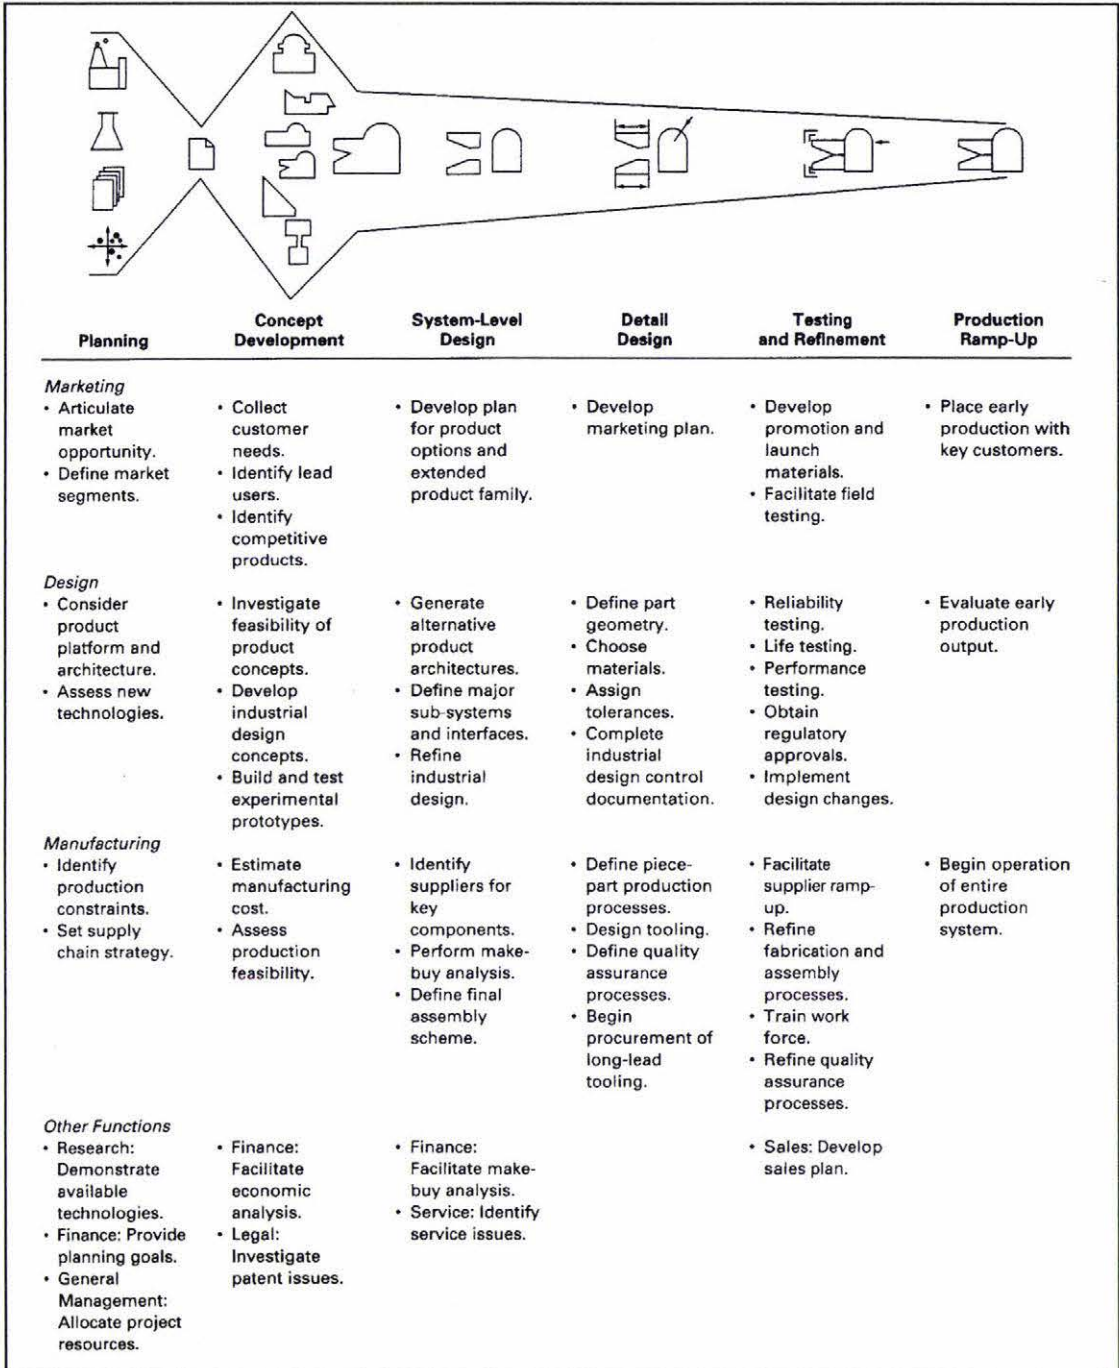 Planning
Concept
Development
System-Level
Design
Detail
Design
Testing
and Refinement
Production
Ramp-Up
Marketing
• Articulate
market
opportunity.
• Define market
segments.
• Collect
customer
needs.
• Identify lead
users.
• Identify
competitive
products.
• Develop plan
for product
options and
extended
product family.
• Develop
marketing plan.
• Develop
promotion and
launch
materials.
• Facilitate field
testing.
• Place early
production with
key customers.
Design
• Consider
product
platform and
architecture.
• Assess new
technologies.
• Investigate
feasibility of
product
concepts.
• Develop
industrial
design
concepts.
• Build and test
experimental
prototypes.
• Generate
alternative
product
architectures.
• Define major
sub-systems
and interfaces.
• Refine
industrial
design.
• Define part
geometry.
• Choose
materials.
• Assign
tolerances.
• Complete
industrial
design control
documentation.
• Reliability
testing.
• Life testing.
• Performance
testing.
• Obtain
regulatory
approvals.
• Implement
design changes.
• Evaluate early
production
output.
Manufacturing
• Identify
production
constraints.
• Set supply
chain strategy.
• Estimate
manufacturing
cost.
• Assess
production
feasibility.
• Identify
suppliers for
key
components.
• Perform make-
buy analysis.
• Define final
assembly
scheme.
• Define piece-
part production
processes.
• Design tooling.
• Define quality
assurance
processes.
• Begin
procurement of
long-lead
tooling.
• Facilitate
supplier ramp-
up.
• Refine
fabrication and
assembly
processes.
• Train work
force.
• Refine quality
assurance
processes.
• Begin operation
of entire
production
system.
Other Functions
• Research:
Demonstrate
available
technologies.
• Finance: Provide
planning goals.
• General
Management:
Allocate project
resources.
• Finance:
Facilitate
economic
analysis.
• Legal:
Investigate
patent issues.
• Finance:
Facilitate make-
buy analysis.
• Service: Identify
service issues.
• Sales: Develop
sales plan.